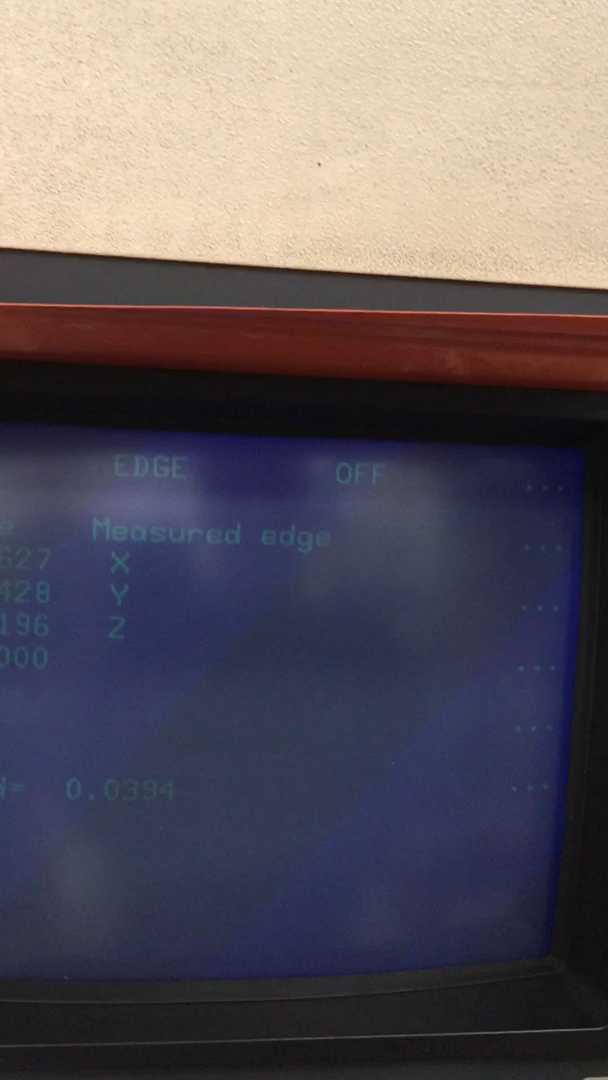 EDGE OFF ...
e Measured edge ...
627 X
428 Y ...
196 Z
000 ...
...
N= 0.0394 ...